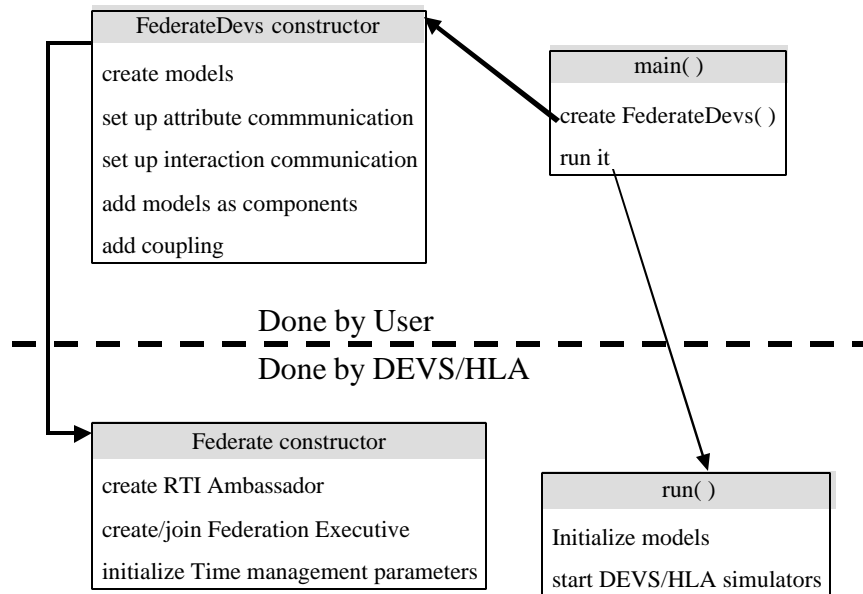 FederateDevs constructor
create models
set up attribute commmunication
set up interaction communication
add models as components
add coupling
main( )
create FederateDevs( )
run it
Done by User
Done by DEVS/HLA
Federate constructor
create RTI Ambassador
create/join Federation Executive
initialize Time management parameters
run( )
Initialize models
start DEVS/HLA simulators